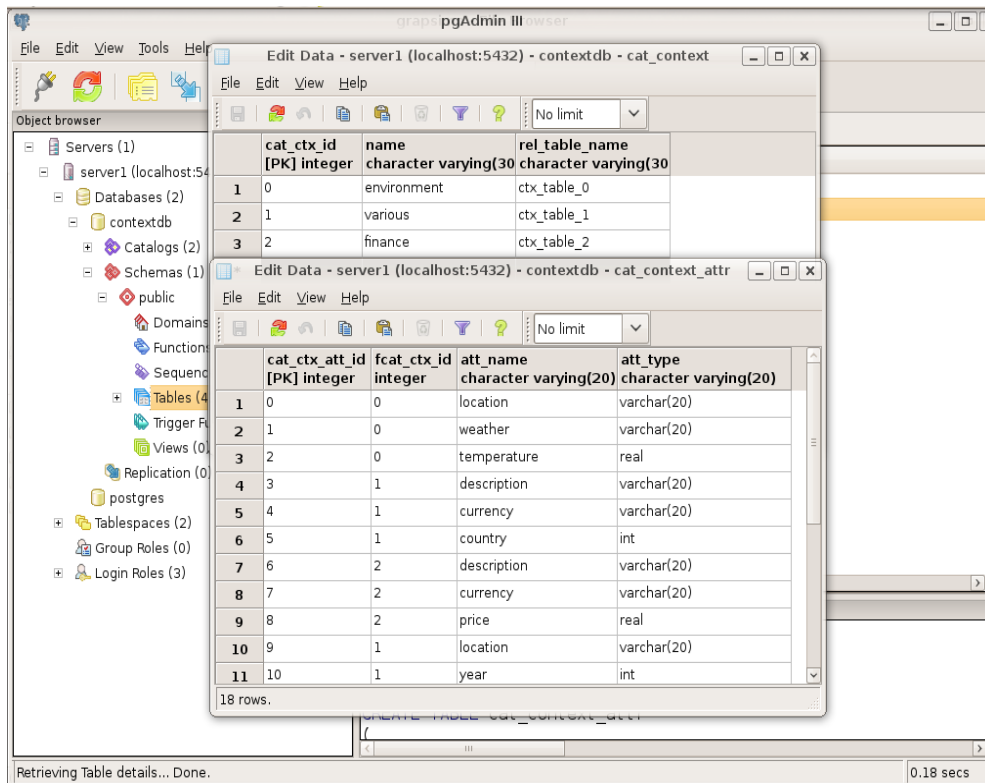 grapsi pgAdmin III owser
File Edit View Tools Help
Object browser
Servers (1)
server1 (localhost:54
Databases (2)
contextdb
Catalogs (2)
Schemas (1)
public
Domains
Functions
Sequenc
Tables (4
Trigger Fu
Views (0)
Replication (0)
postgres
Tablespaces (2)
Group Roles (0)
Login Roles (3)
Edit Data - server1 (localhost:5432) - contextdb - cat_context
File Edit View Help
No limit
cat_ctx_id name rel_table_name
[PK] integer character varying(30 character varying(30
1 0 environment ctx_table_0
2 1 various ctx_table_1
3 2 finance ctx_table_2
Edit Data - server1 (localhost:5432) - contextdb - cat_context_attr
File Edit View Help
No limit
cat_ctx_att_id fcat_ctx_id att_name att_type
[PK] integer integer character varying(20) character varying(20)
1 0 0 location varchar(20)
2 1 0 weather varchar(20)
3 2 0 temperature real
4 3 1 description varchar(20)
5 4 1 currency varchar(20)
6 5 1 country int
7 6 2 description varchar(20)
8 7 2 currency varchar(20)
9 8 2 price real
10 9 1 location varchar(20)
11 10 1 year int
18 rows.
CREATE TABLE cat_context_attr
(
Retrieving Table details... Done. 0.18 secs